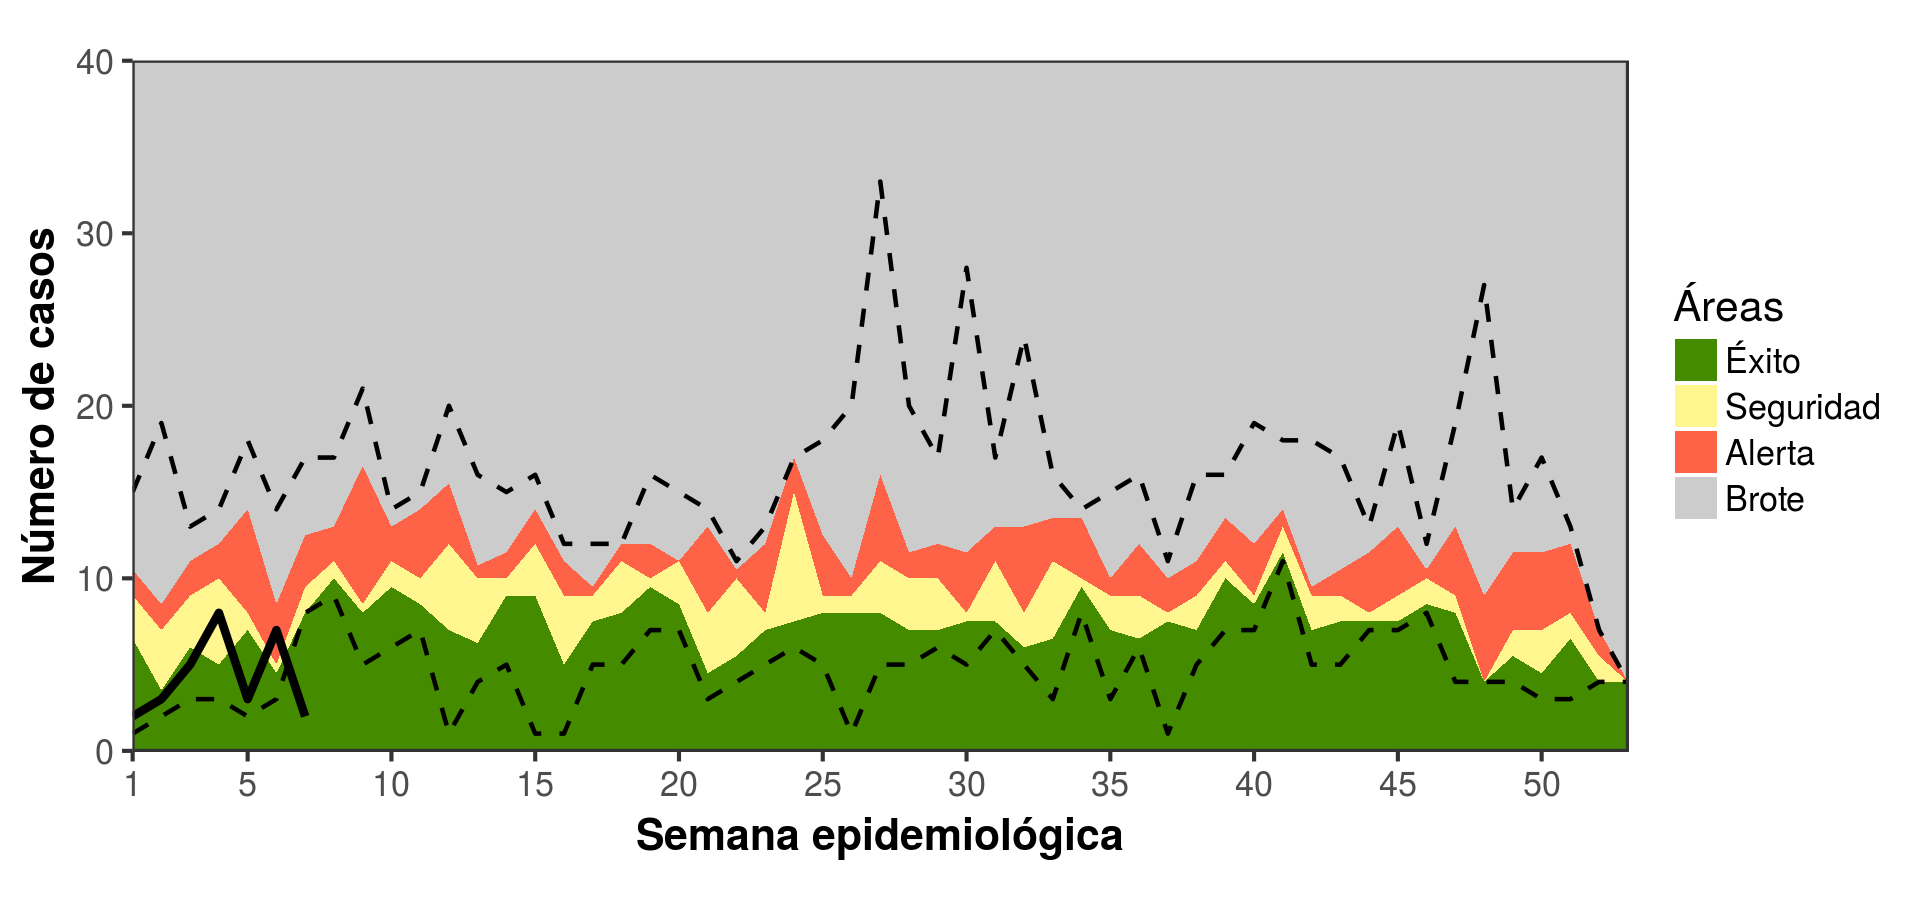 40
30
20
10
0
Número de casos
1 5 10 15 20 25 30 35 40 45 50
Semana epidemiológica
Áreas
Éxito
Seguridad
Alerta
Brote